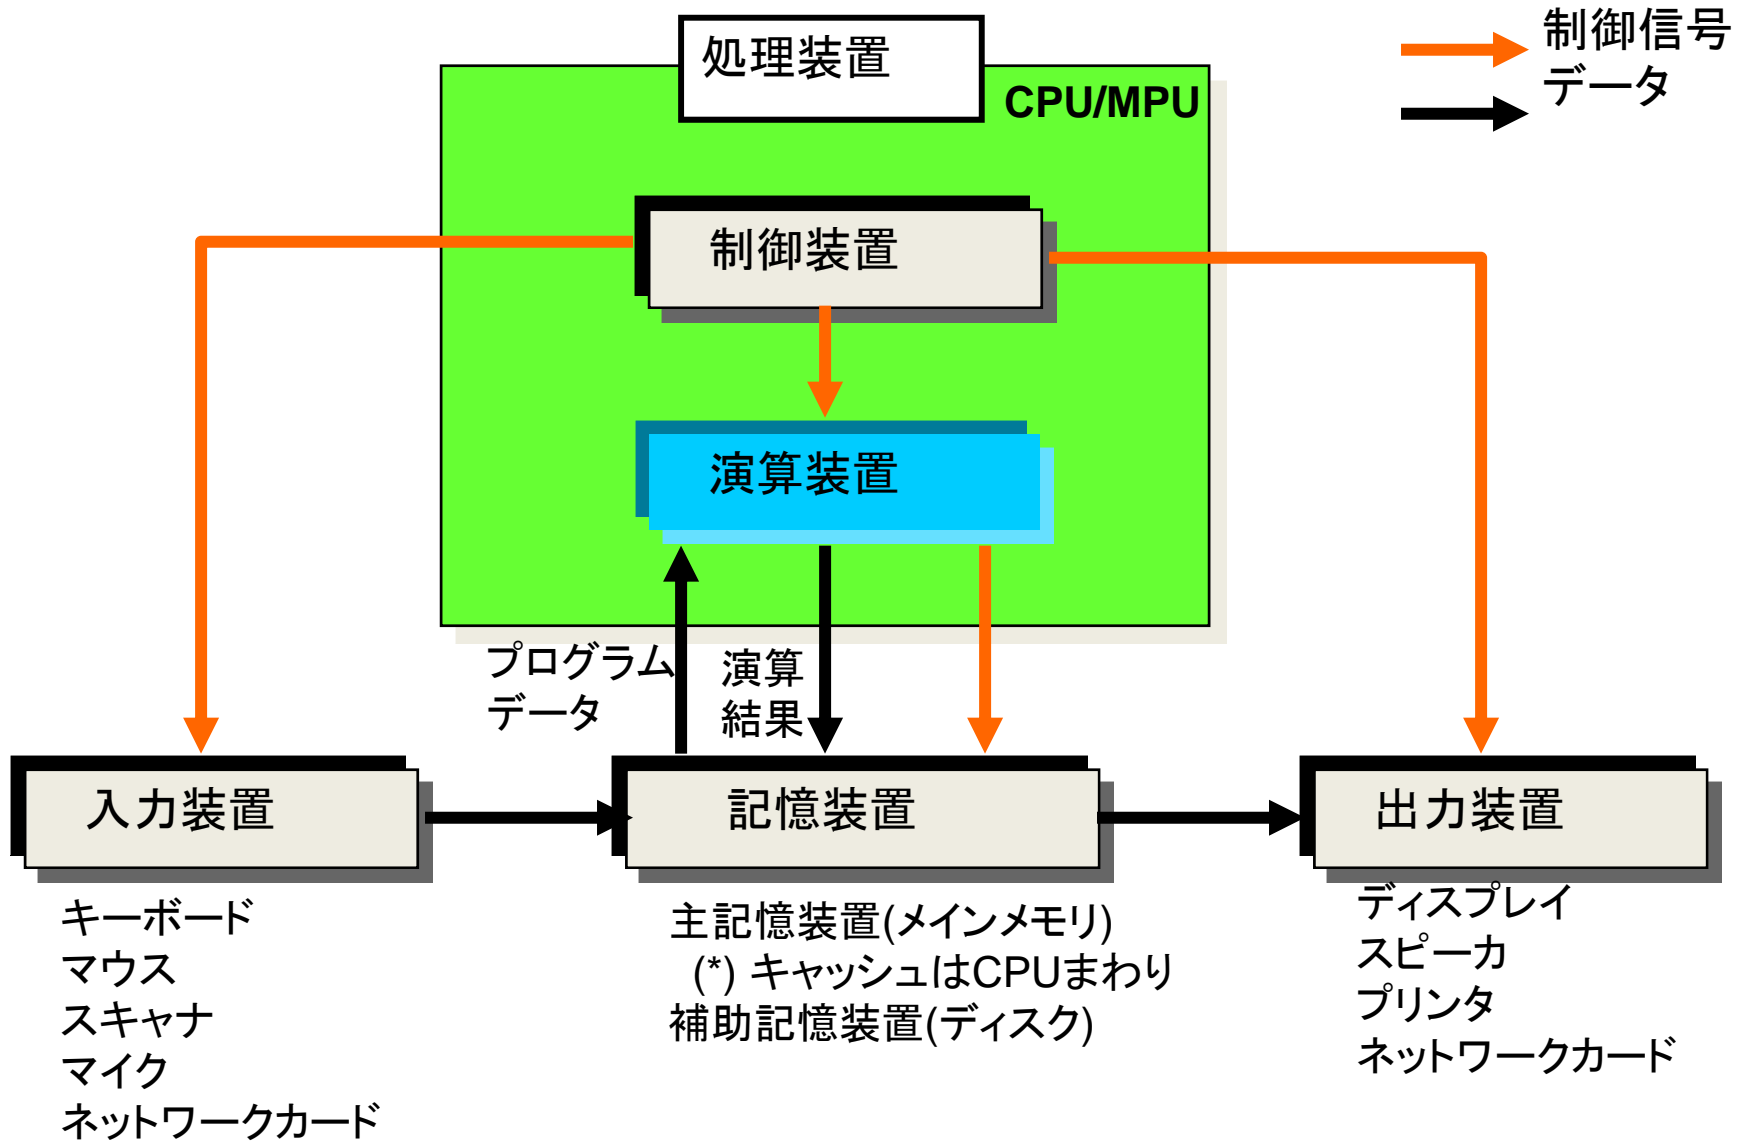 処理装置
CPU/MPU
制御信号
データ
制御装置
演算装置
プログラム
データ
演算
結果
入力装置
記憶装置
出力装置
キーボード
マウス
スキャナ
マイク
ネットワークカード
主記憶装置(メインメモリ)
(*) キャッシュはCPUまわり
補助記憶装置(ディスク)
ディスプレイ
スピーカ
プリンタ
ネットワークカード